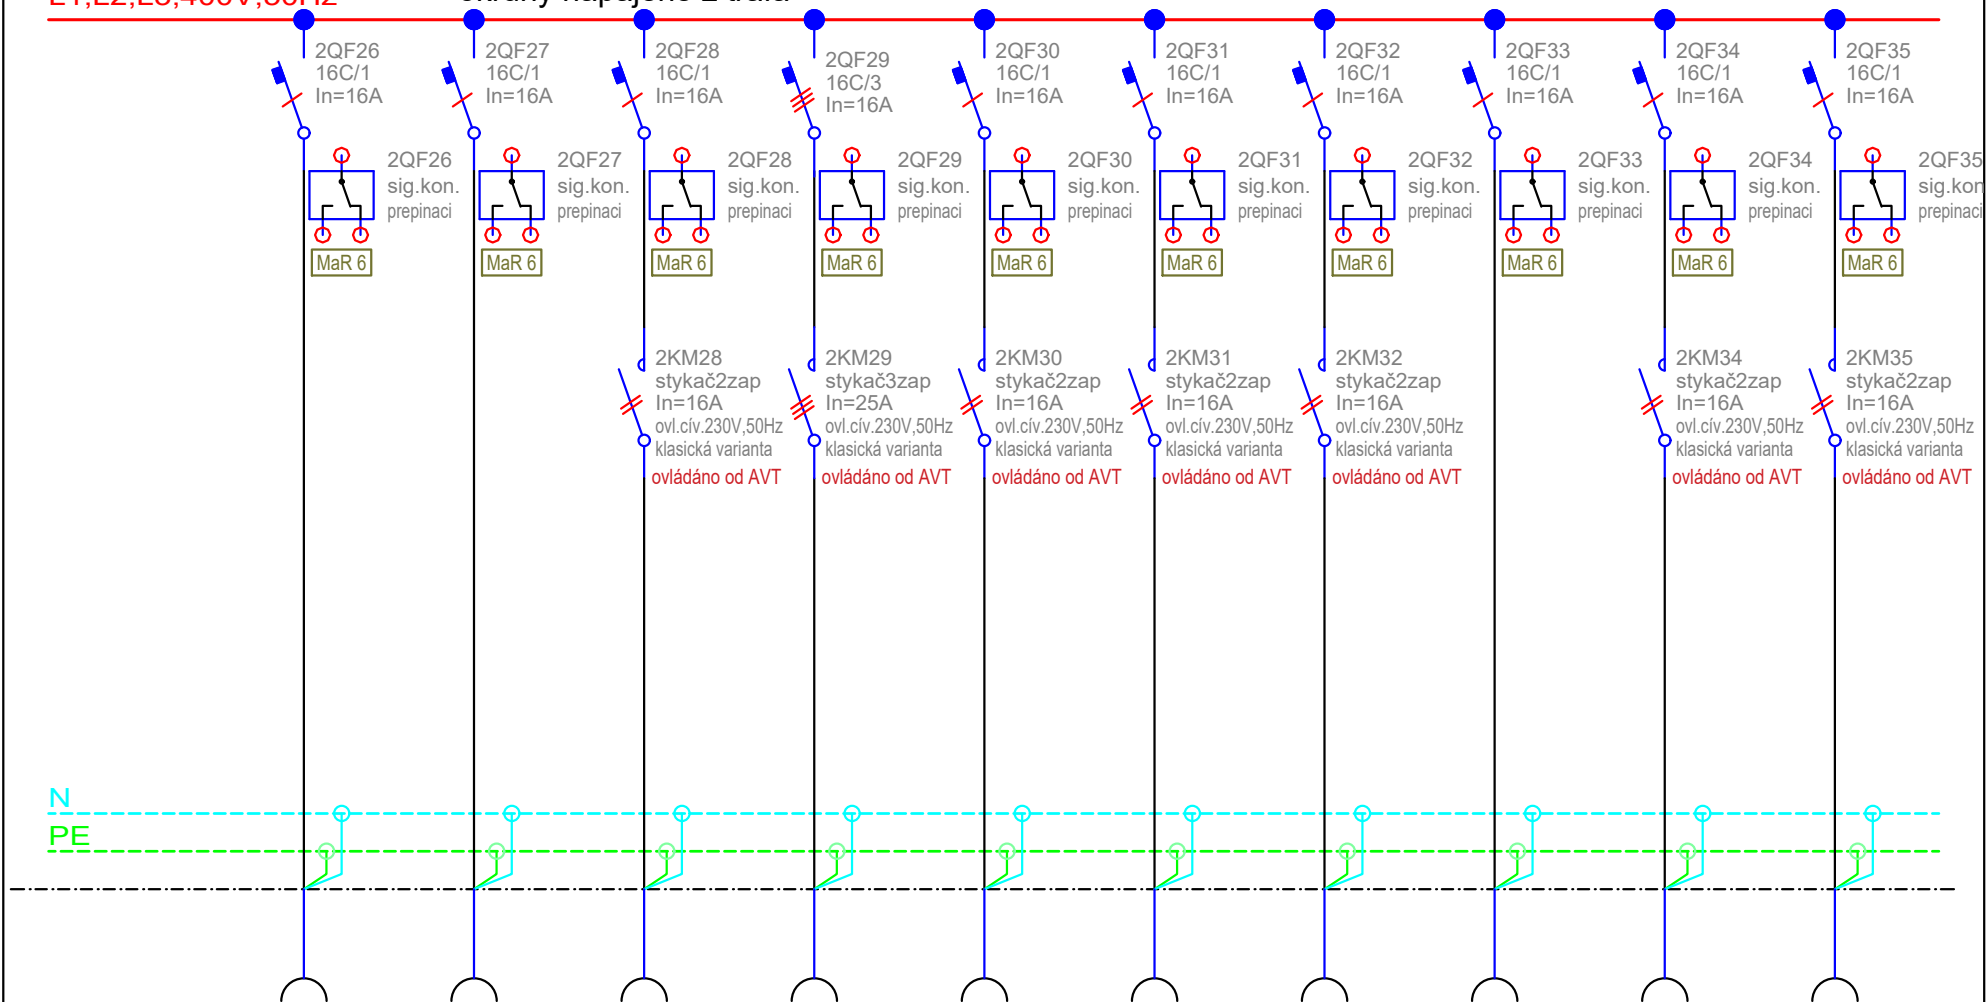 2QF26
16C/1
In=16A
2QF27
16C/1
In=16A
2QF28
16C/1
In=16A
2QF29
16C/3
In=16A
2QF30
16C/1
In=16A
2QF31
16C/1
In=16A
2QF32
16C/1
In=16A
2QF33
16C/1
In=16A
2QF34
16C/1
In=16A
2QF35
16C/1
In=16A
2QF26
sig.kon.
prepinaci
MaR 6
2QF27
sig.kon.
prepinaci
MaR 6
2QF28
sig.kon.
prepinaci
MaR 6
2QF29
sig.kon.
prepinaci
MaR 6
2QF30
sig.kon.
prepinaci
MaR 6
2QF31
sig.kon.
prepinaci
MaR 6
2QF32
sig.kon.
prepinaci
MaR 6
2QF33
sig.kon.
prepinaci
MaR 6
2QF34
sig.kon.
prepinaci
MaR 6
2QF35
sig.kon
prepinaci
MaR 6
2KM28
stykač2zap
In=16A
ovl.cív.230V,50Hz
klasická varianta
ovládáno od AVT
2KM29
stykač3zap
In=25A
ovl.cív.230V,50Hz
klasická varianta
ovládáno od AVT
2KM30
stykač2zap
In=16A
ovl.cív.230V,50Hz
klasická varianta
ovládáno od AVT
2KM31
stykač2zap
In=16A
ovl.cív.230V,50Hz
klasická varianta
ovládáno od AVT
2KM32
stykač2zap
In=16A
ovl.cív.230V,50Hz
klasická varianta
ovládáno od AVT
2KM34
stykač2zap
In=16A
ovl.cív.230V,50Hz
klasická varianta
ovládáno od AVT
2KM35
stykač2zap
In=16A
ovl.cív.230V,50Hz
klasická varianta
ovládáno od AVT
N
PE